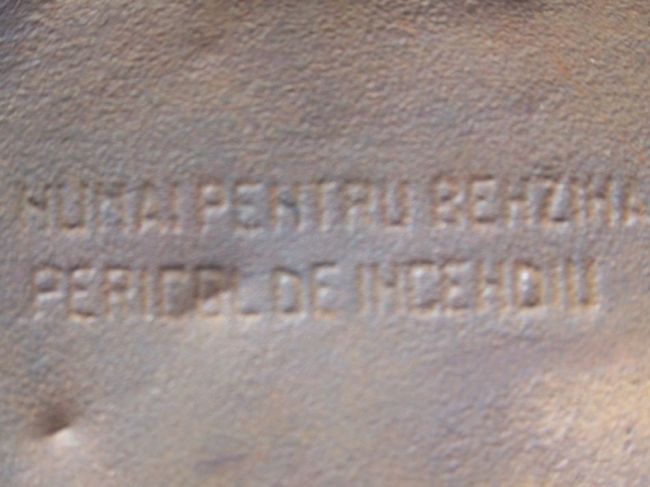 NUMAI PENTRU BENZINA
PERICOL DE INCENDIU